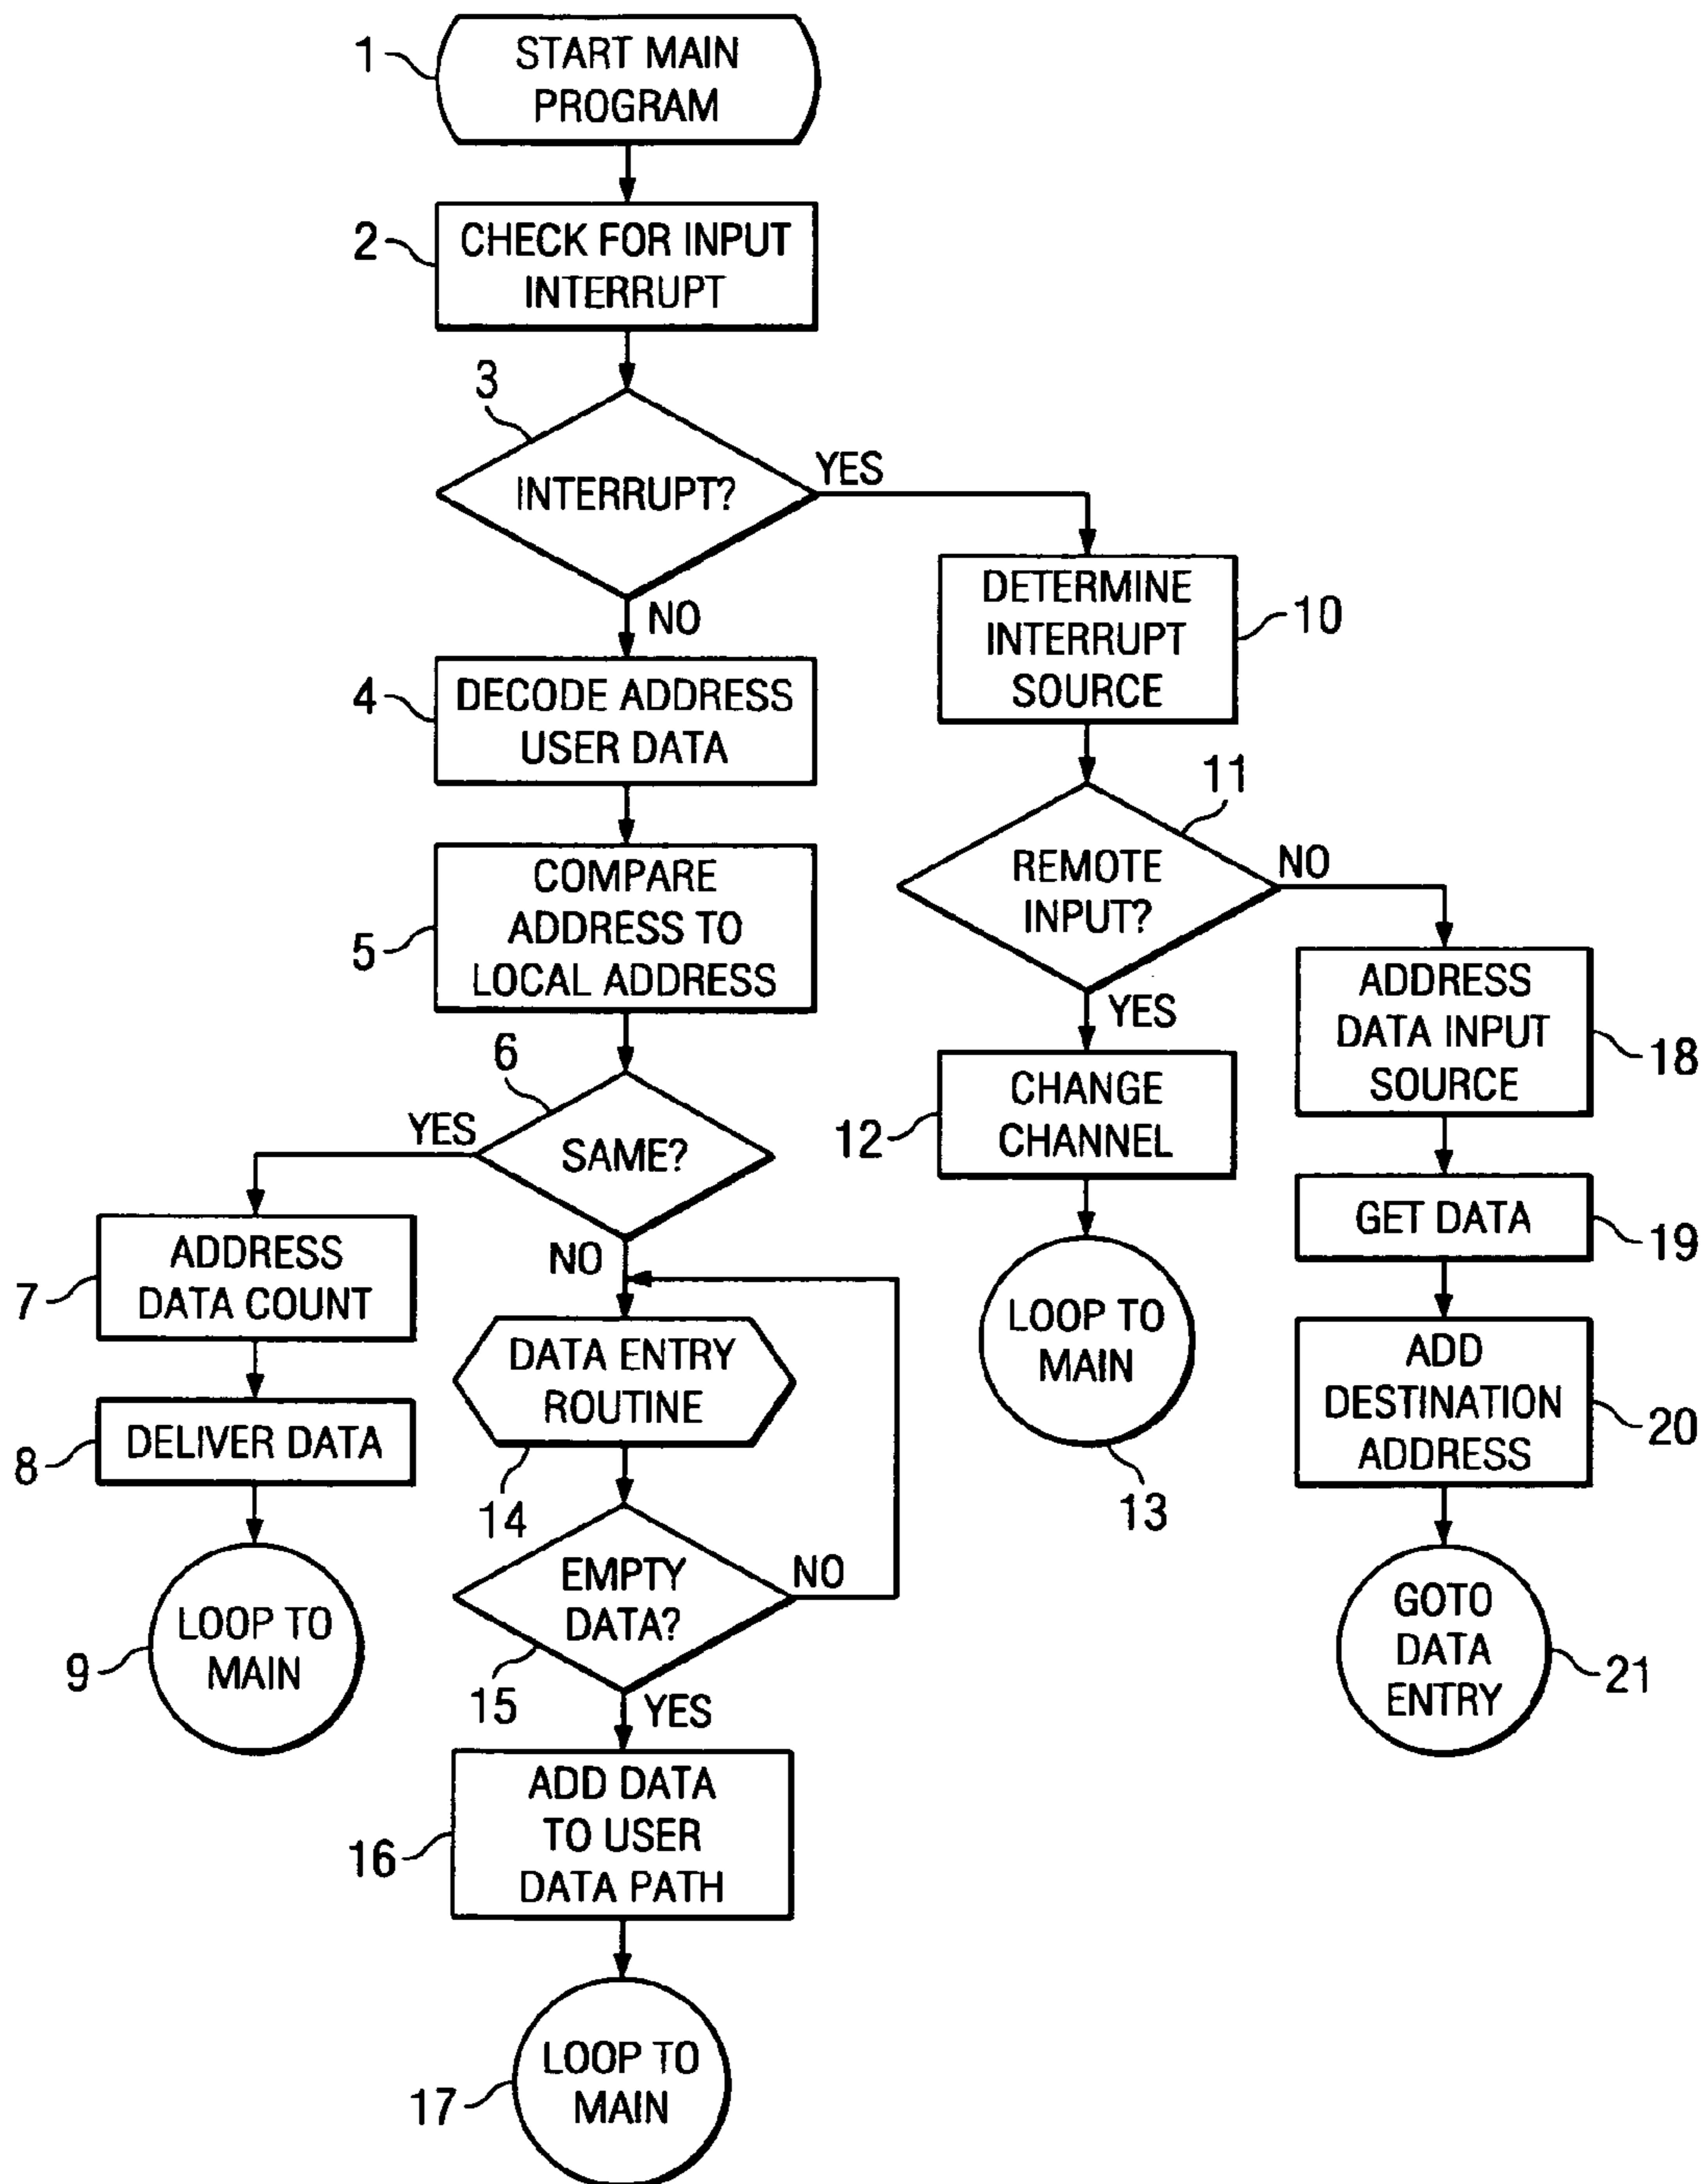 1
START MAIN
PROGRAM
2
CHECK FOR INPUT
INTERRUPT
3
INTERRUPT?
YES
NO
4
DECODE ADDRESS
USER DATA
5
COMPARE
ADDRESS TO
LOCAL ADDRESS
6
SAME?
YES
NO
7
ADDRESS
DATA COUNT
8
DELIVER DATA
9
LOOP TO
MAIN
DATA ENTRY
ROUTINE
14
EMPTY
DATA?
NO
15
YES
16
ADD DATA
TO USER
DATA PATH
17
LOOP TO
MAIN
DETERMINE
INTERRUPT
SOURCE
10
11
REMOTE
INPUT?
NO
YES
12
CHANGE
CHANNEL
LOOP TO
MAIN
13
ADDRESS
DATA INPUT
SOURCE
18
GET DATA
19
ADD
DESTINATION
ADDRESS
20
GOTO
DATA
ENTRY
21